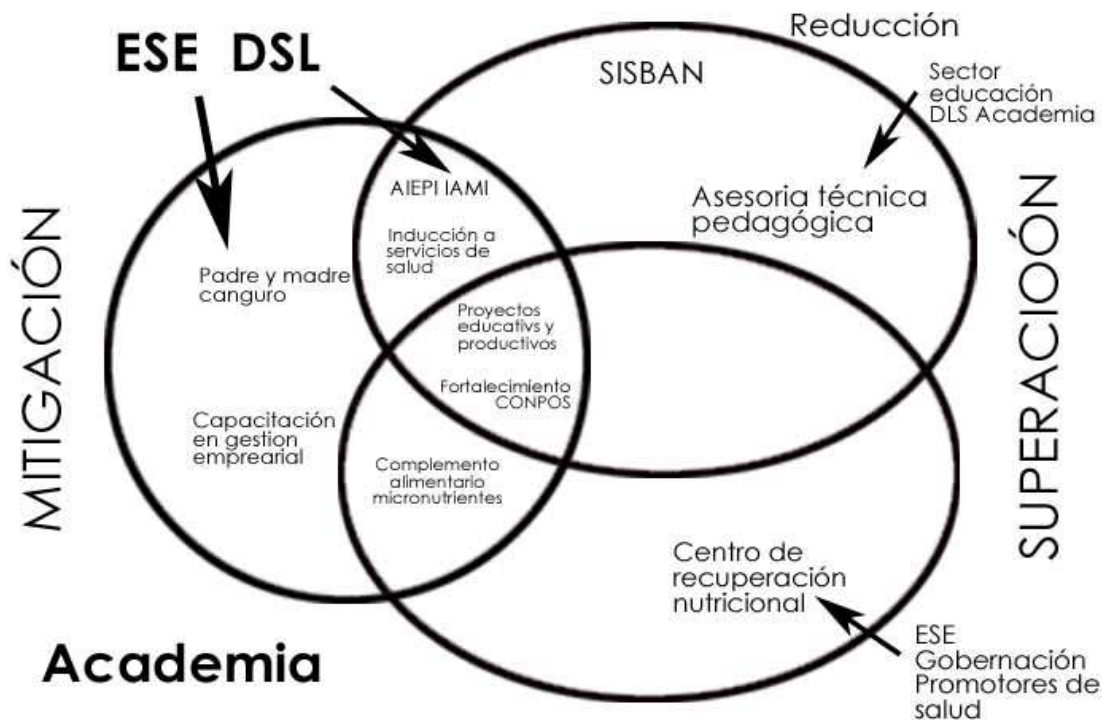 ESE DSL
Reducción
SISBAN
Sector
educación
DLS Academia
AIEPI IAMI
Asesoria técnica
pedagógica
Inducción a
servicios de
salud
Padre y madre
canguro
MITIGACIÓN
SUPERACIÓÓN
Proyectos
educativs y
productivos
Fortalecimiento
CONPOS
Capacitación
en gestion
emprearial
Complemento
alimentario
micronutrientes
Centro de
recuperación
nutricional
Academia
ESE
Gobernación
Promotores de
salud